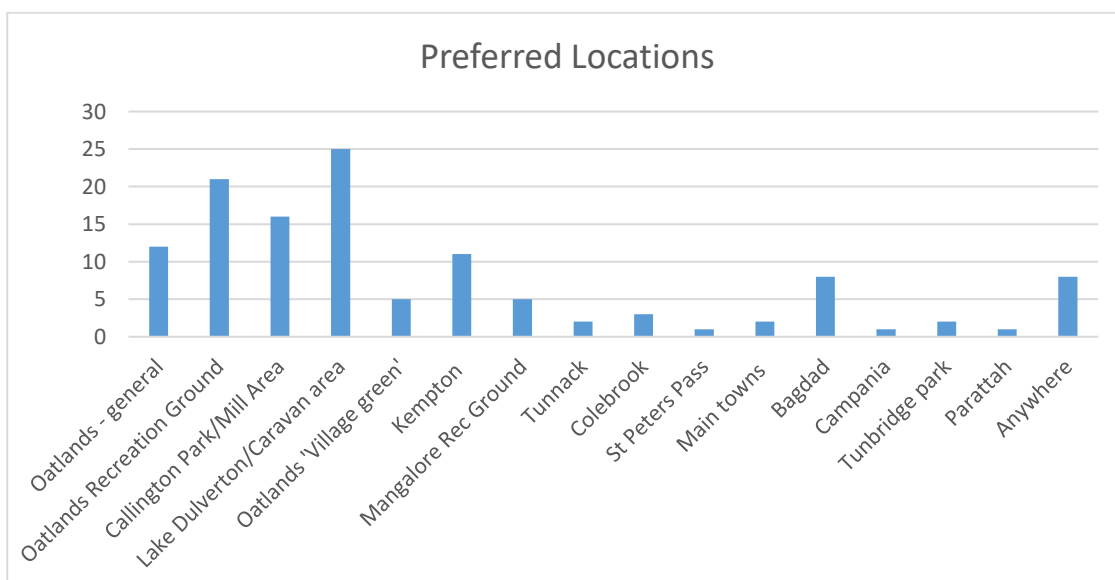 Preferred Locations
30
25
20
15
10
5
0
Oatlands - general
Oatlands Recreation Ground
Callington Park/Mill Area
Lake Dulverton/Caravan area
Oatlands 'Village green'
Kempton
Mangalore Rec Ground
Tunnack
Colebrook
St Peters Pass
Main towns
Bagdad
Campania
Tunbridge park
Parattah
Anywhere